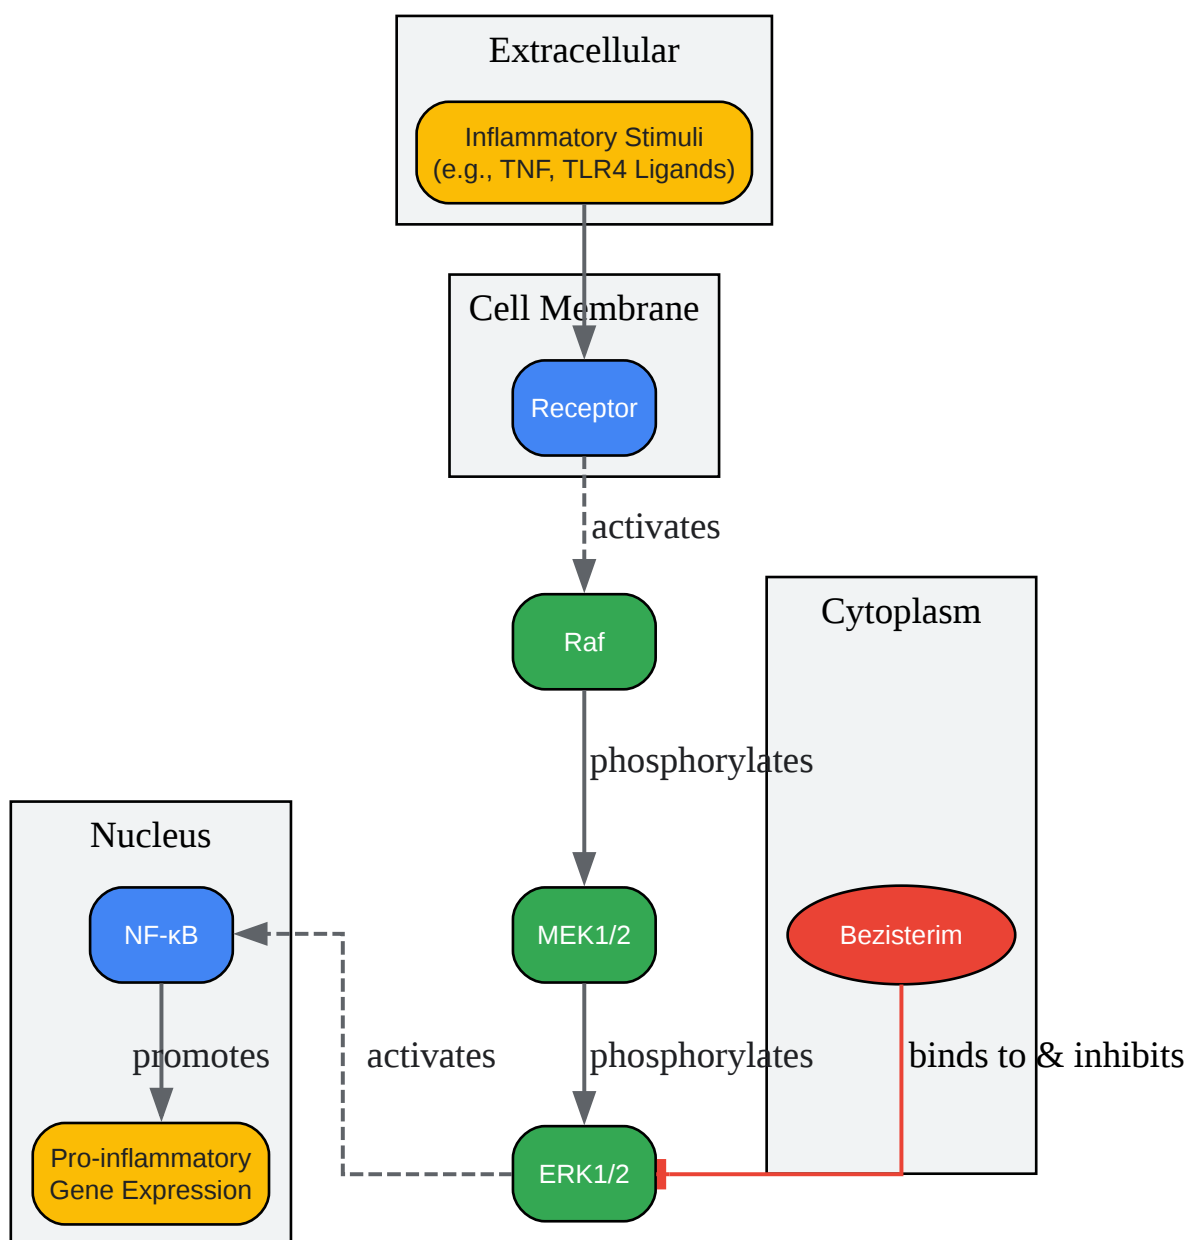 Extracellular
Inflammatory Stimuli
(e.g., TNF, TLR4 Ligands)
Cell Membrane
Receptor
activates
Raf
Cytoplasm
phosphorylates
Nucleus
NF-κB
MEK1/2
Bezisterim
promotes
activates
phosphorylates
binds to & inhibits
Pro-inflammatory
Gene Expression
ERK1/2